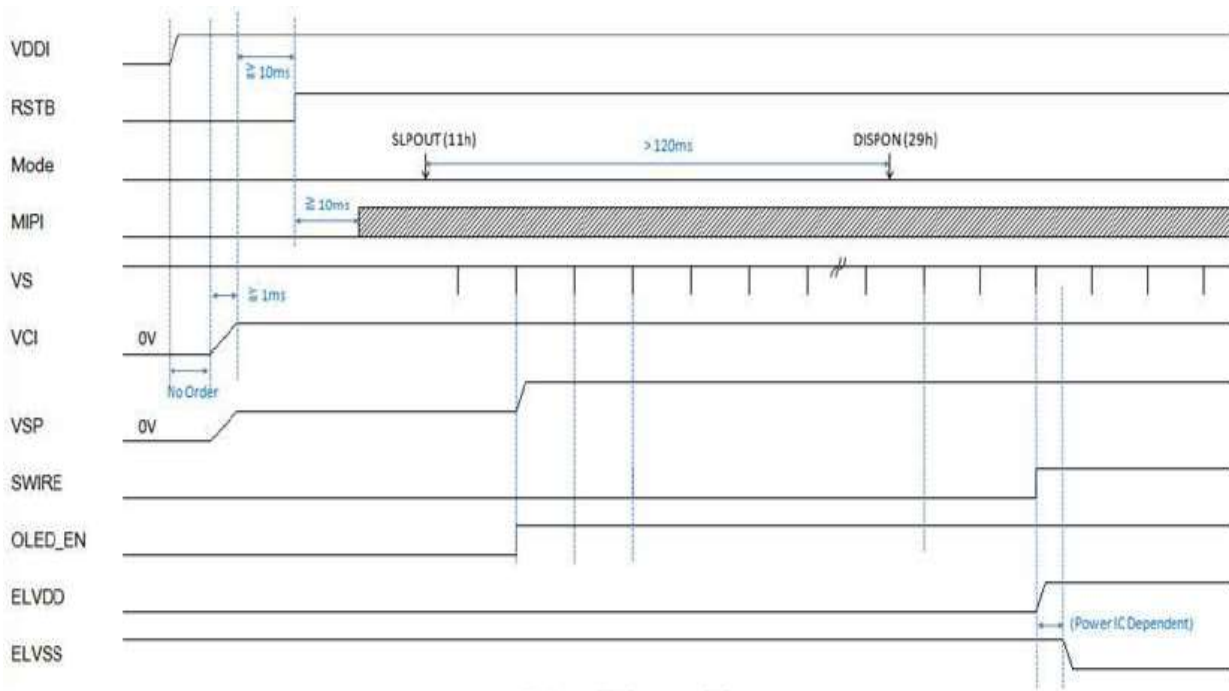 VDDI
≧ 10ms
RSTB
SLPOUT (11h)
> 120ms
DISPON (29h)
Mode
≧ 10ms
MIPI
VS
≧ 1ms
VCI
0V
No Order
VSP
0V
SWIRE
OLED_EN
ELVDD
(Power IC Dependent)
ELVSS